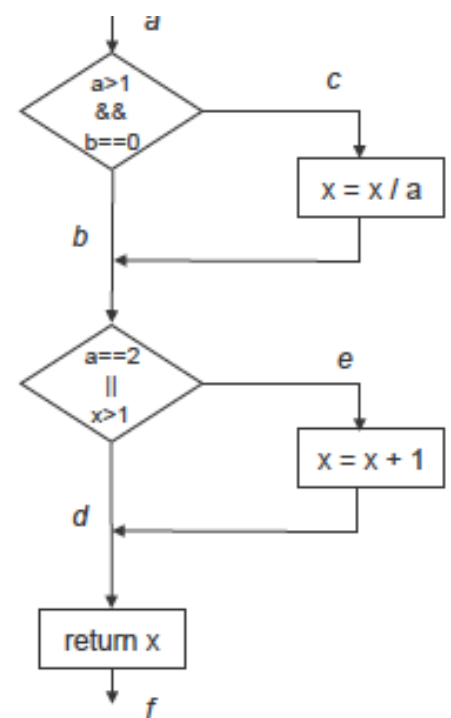 a
a>1
&&
b==0
c
x = x / a
b
a==2
||
x>1
e
x = x + 1
d
return x
f